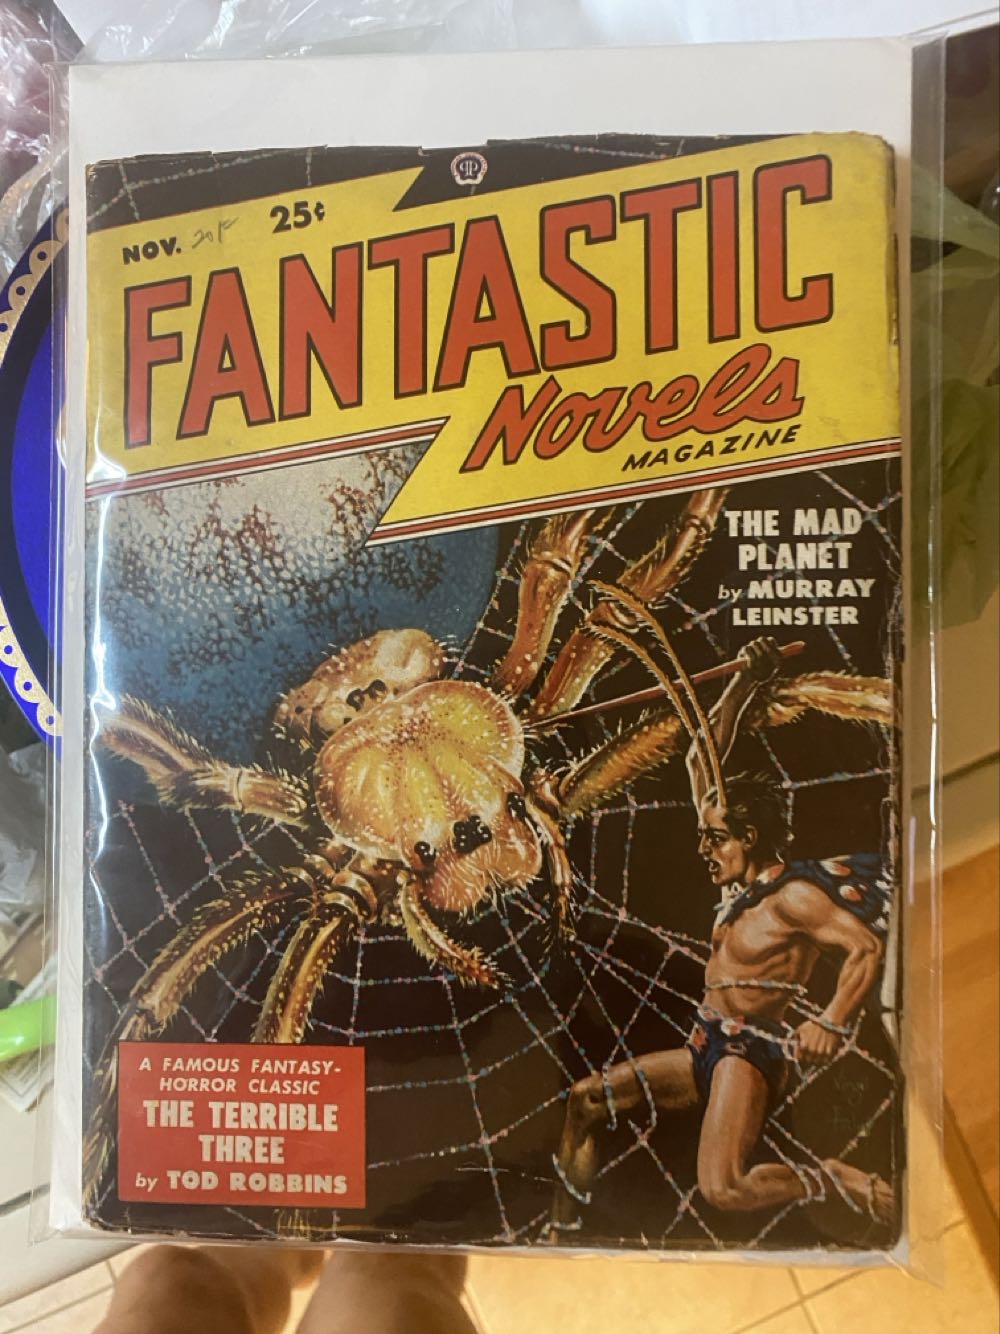 NOV. 25¢
FANTASTIC
Novels
MAGAZINE
THE MAD
PLANET
by MURRAY
LEINSTER
A FAMOUS FANTASY-
HORROR CLASSIC
THE TERRIBLE
THREE
by TOD ROBBINS